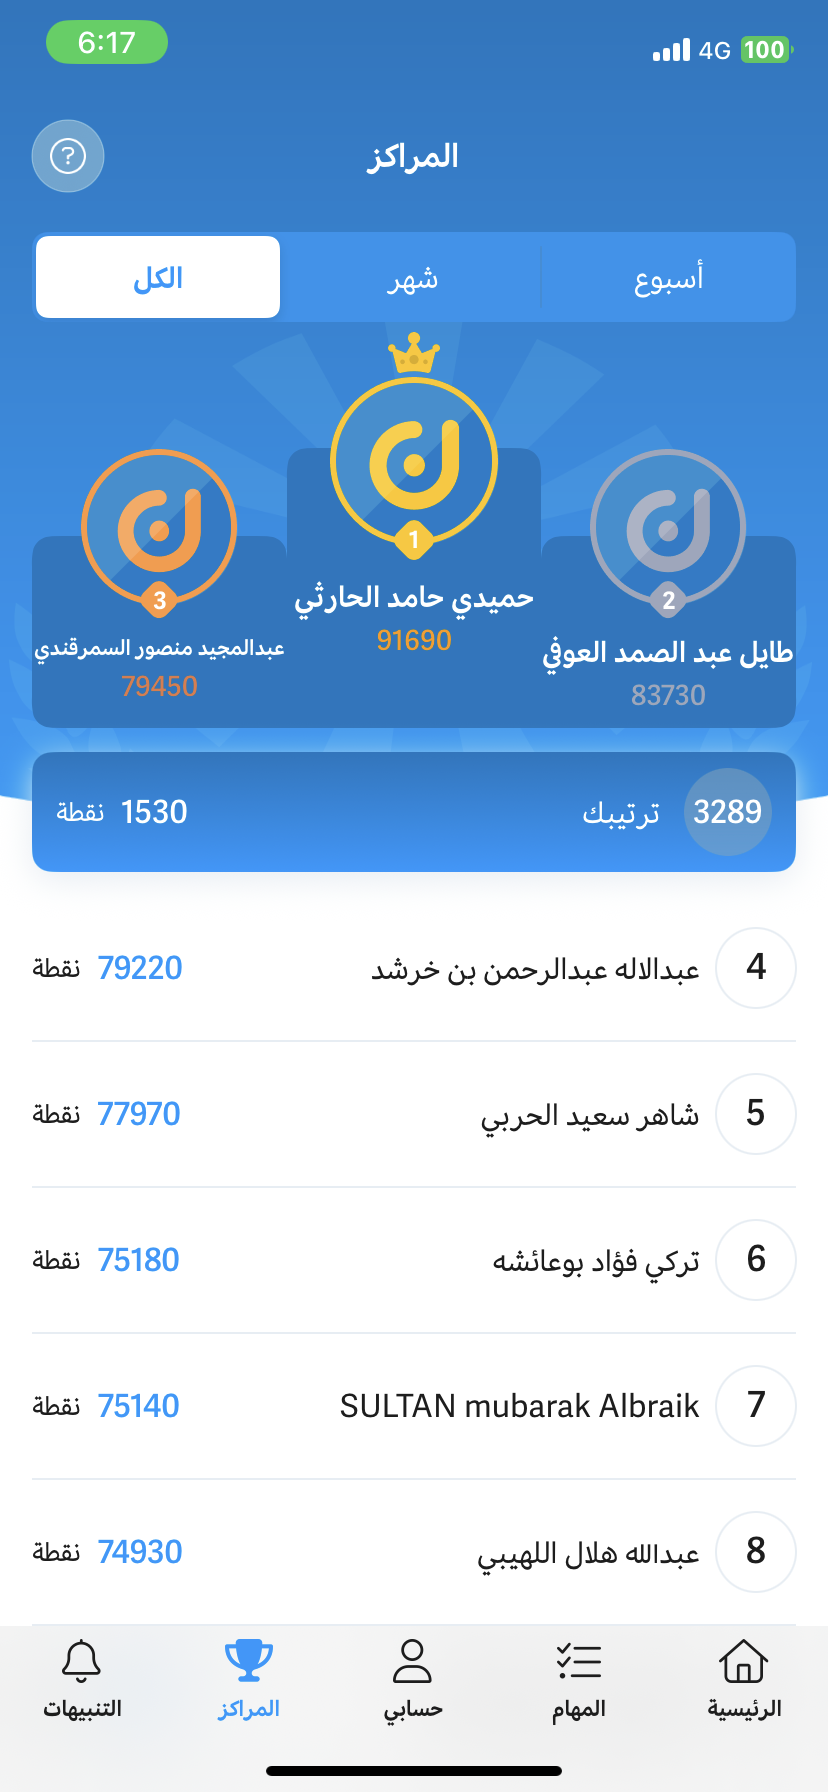 6:17
4G 100
?
المراكز
أسبوع
شهر
الكل
1
حميدي حامد الحارثي
91690
2
طايل عبد الصمد العوفي
83730
3
عبدالمجيد منصور السمرقندي
79450
3289 ترتيبك 1530 نقطة
4 عبدالاله عبدالرحمن بن خرشد 79220 نقطة
5 شاهر سعيد الحربي 77970 نقطة
6 تركي فؤاد بوعائشه 75180 نقطة
7 SULTAN mubarak Albraik 75140 نقطة
8 عبدالله هلال اللهيبي 74930 نقطة
الرئيسية
المهام
حسابي
المراكز
التنبيهات